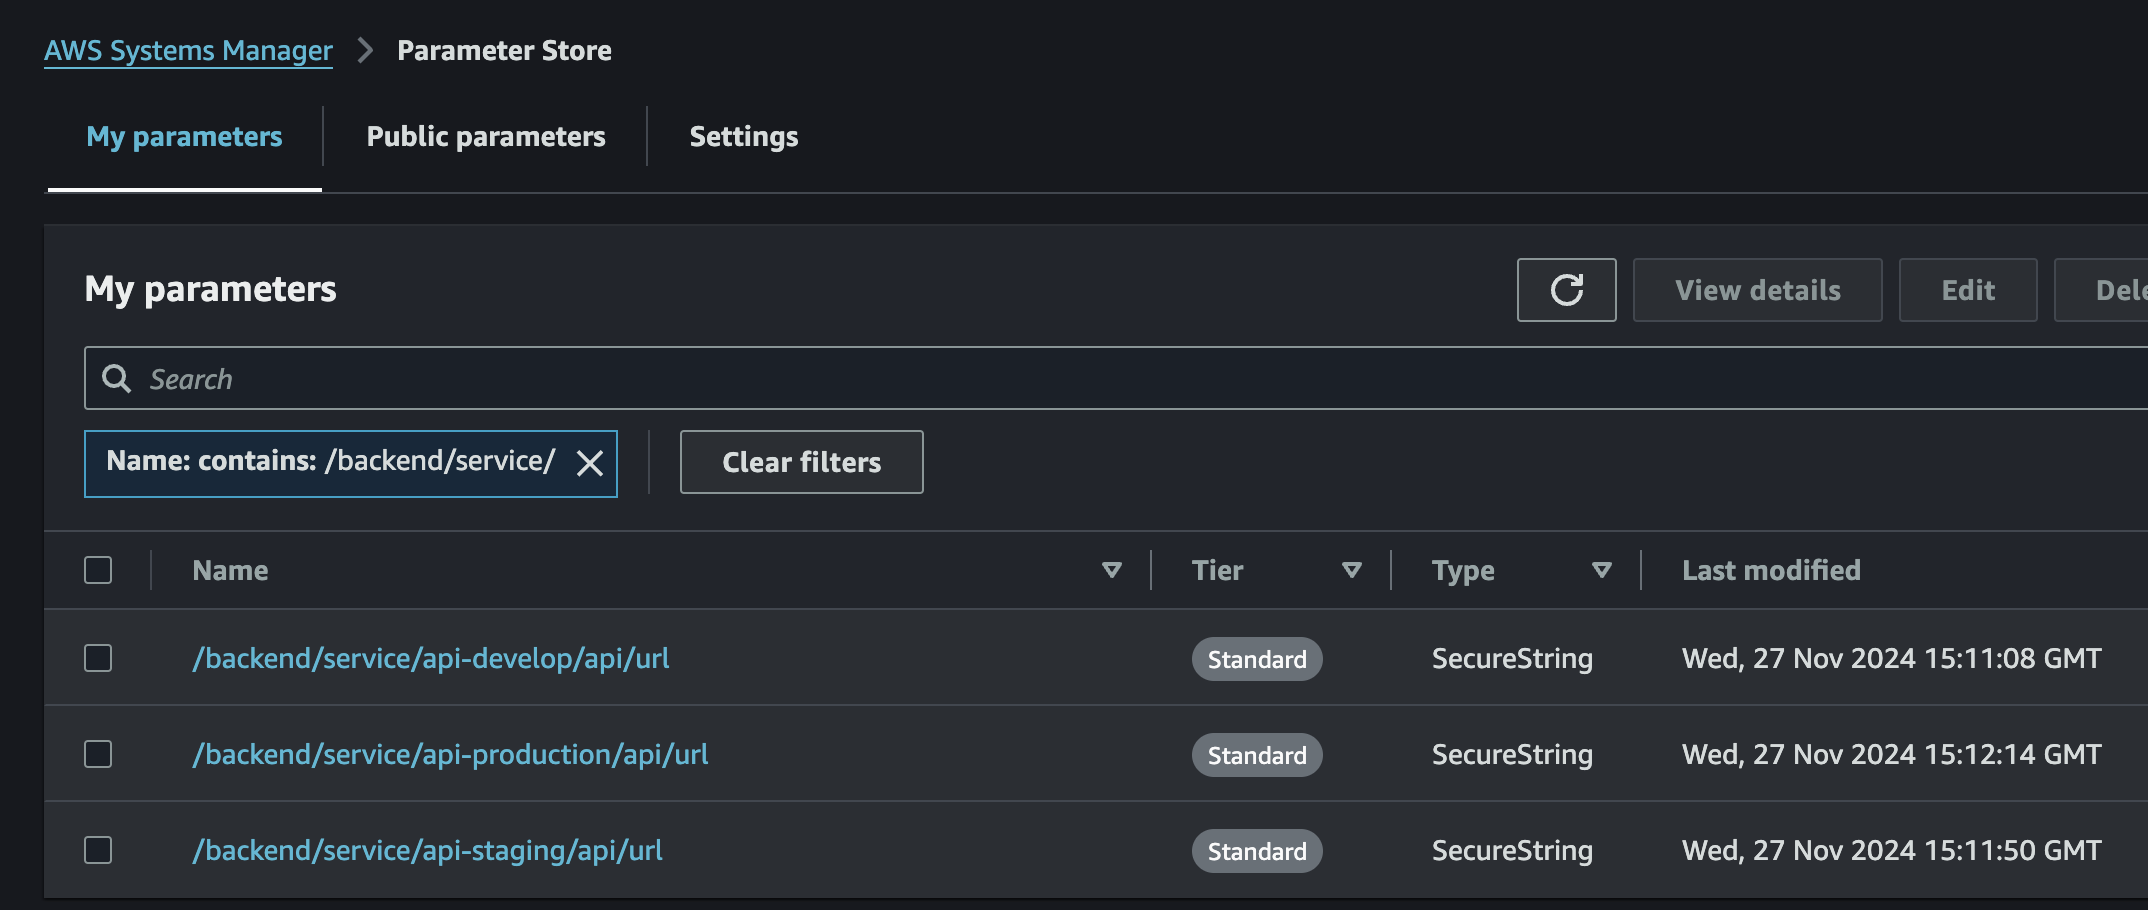 AWS Systems Manager > Parameter Store
My parameters Public parameters Settings
My parameters View details Edit
Search
Name: contains: /backend/service/ Clear filters
Name Tier Type Last modified
/backend/service/api-develop/api/url Standard SecureString Wed, 27 Nov 2024 15:11:08 GMT
/backend/service/api-production/api/url Standard SecureString Wed, 27 Nov 2024 15:12:14 GMT
/backend/service/api-staging/api/url Standard SecureString Wed, 27 Nov 2024 15:11:50 GMT